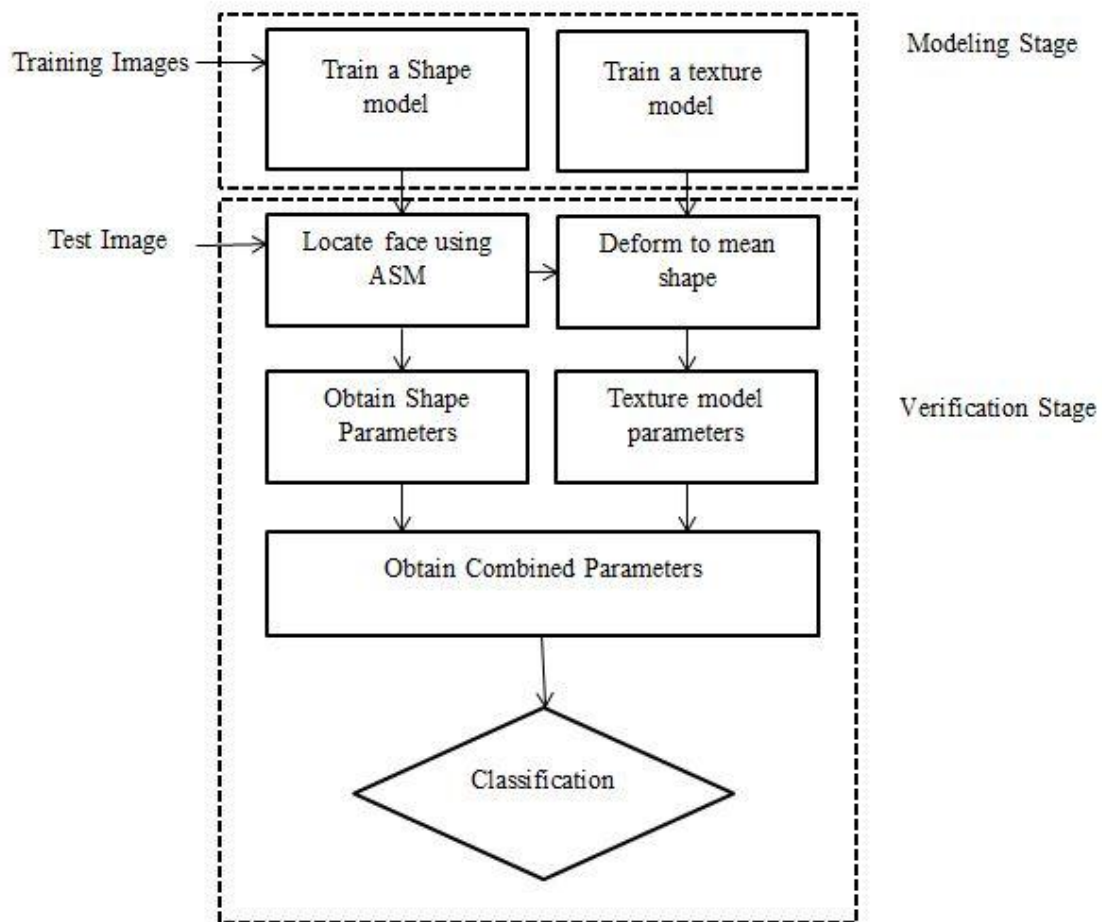 Modeling Stage
Training Images
Train a Shape
model
Train a texture
model
Test Image
Locate face using
ASM
Deform to mean
shape
Obtain Shape
Parameters
Texture model
parameters
Verification Stage
Obtain Combined Parameters
Classification